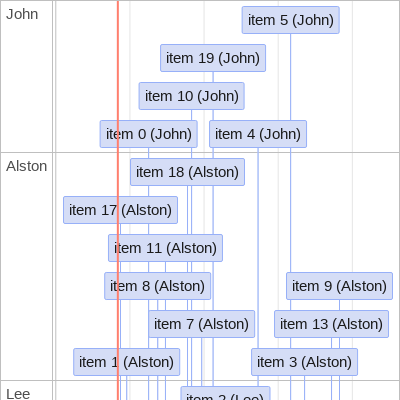 John
item 5 (John)
item 19 (John)
item 10 (John)
item 0 (John)
item 4 (John)
Alston
item 18 (Alston)
item 17 (Alston)
item 11 (Alston)
item 8 (Alston)
item 9 (Alston)
item 7 (Alston)
item 13 (Alston)
item 1 (Alston)
item 3 (Alston)
Lee
item 2 (Lee)